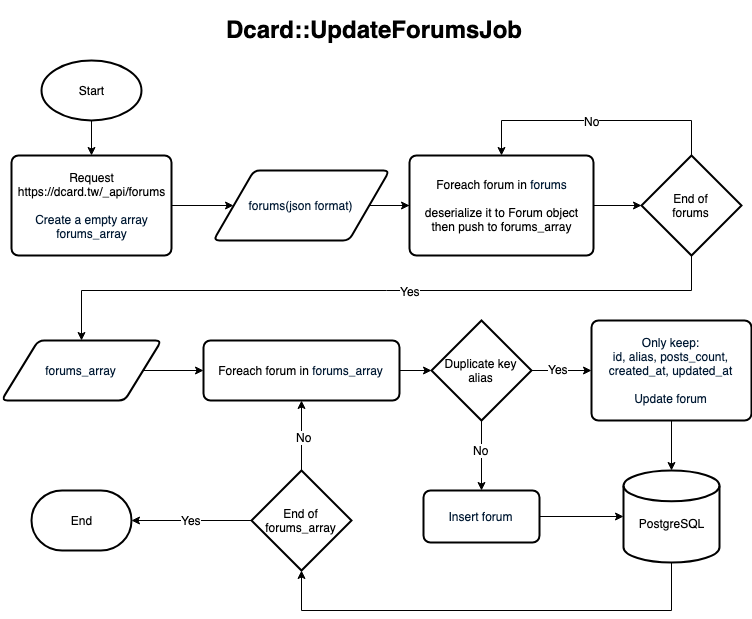 Dcard::UpdateForumsJob
Start
No
Request
https://dcard.tw/_api/forums
Create a empty array
forums_array
forums(json format)
Foreach forum in forums
deserialize it to Forum object
then push to forums_array
End of
forums
Yes
forums_array
Foreach forum in forums_array
Duplicate key
alias
Yes
Only keep:
id, alias, posts_count,
created_at, updated_at
Update forum
No
No
End
Yes
End of
forums_array
Insert forum
PostgreSQL